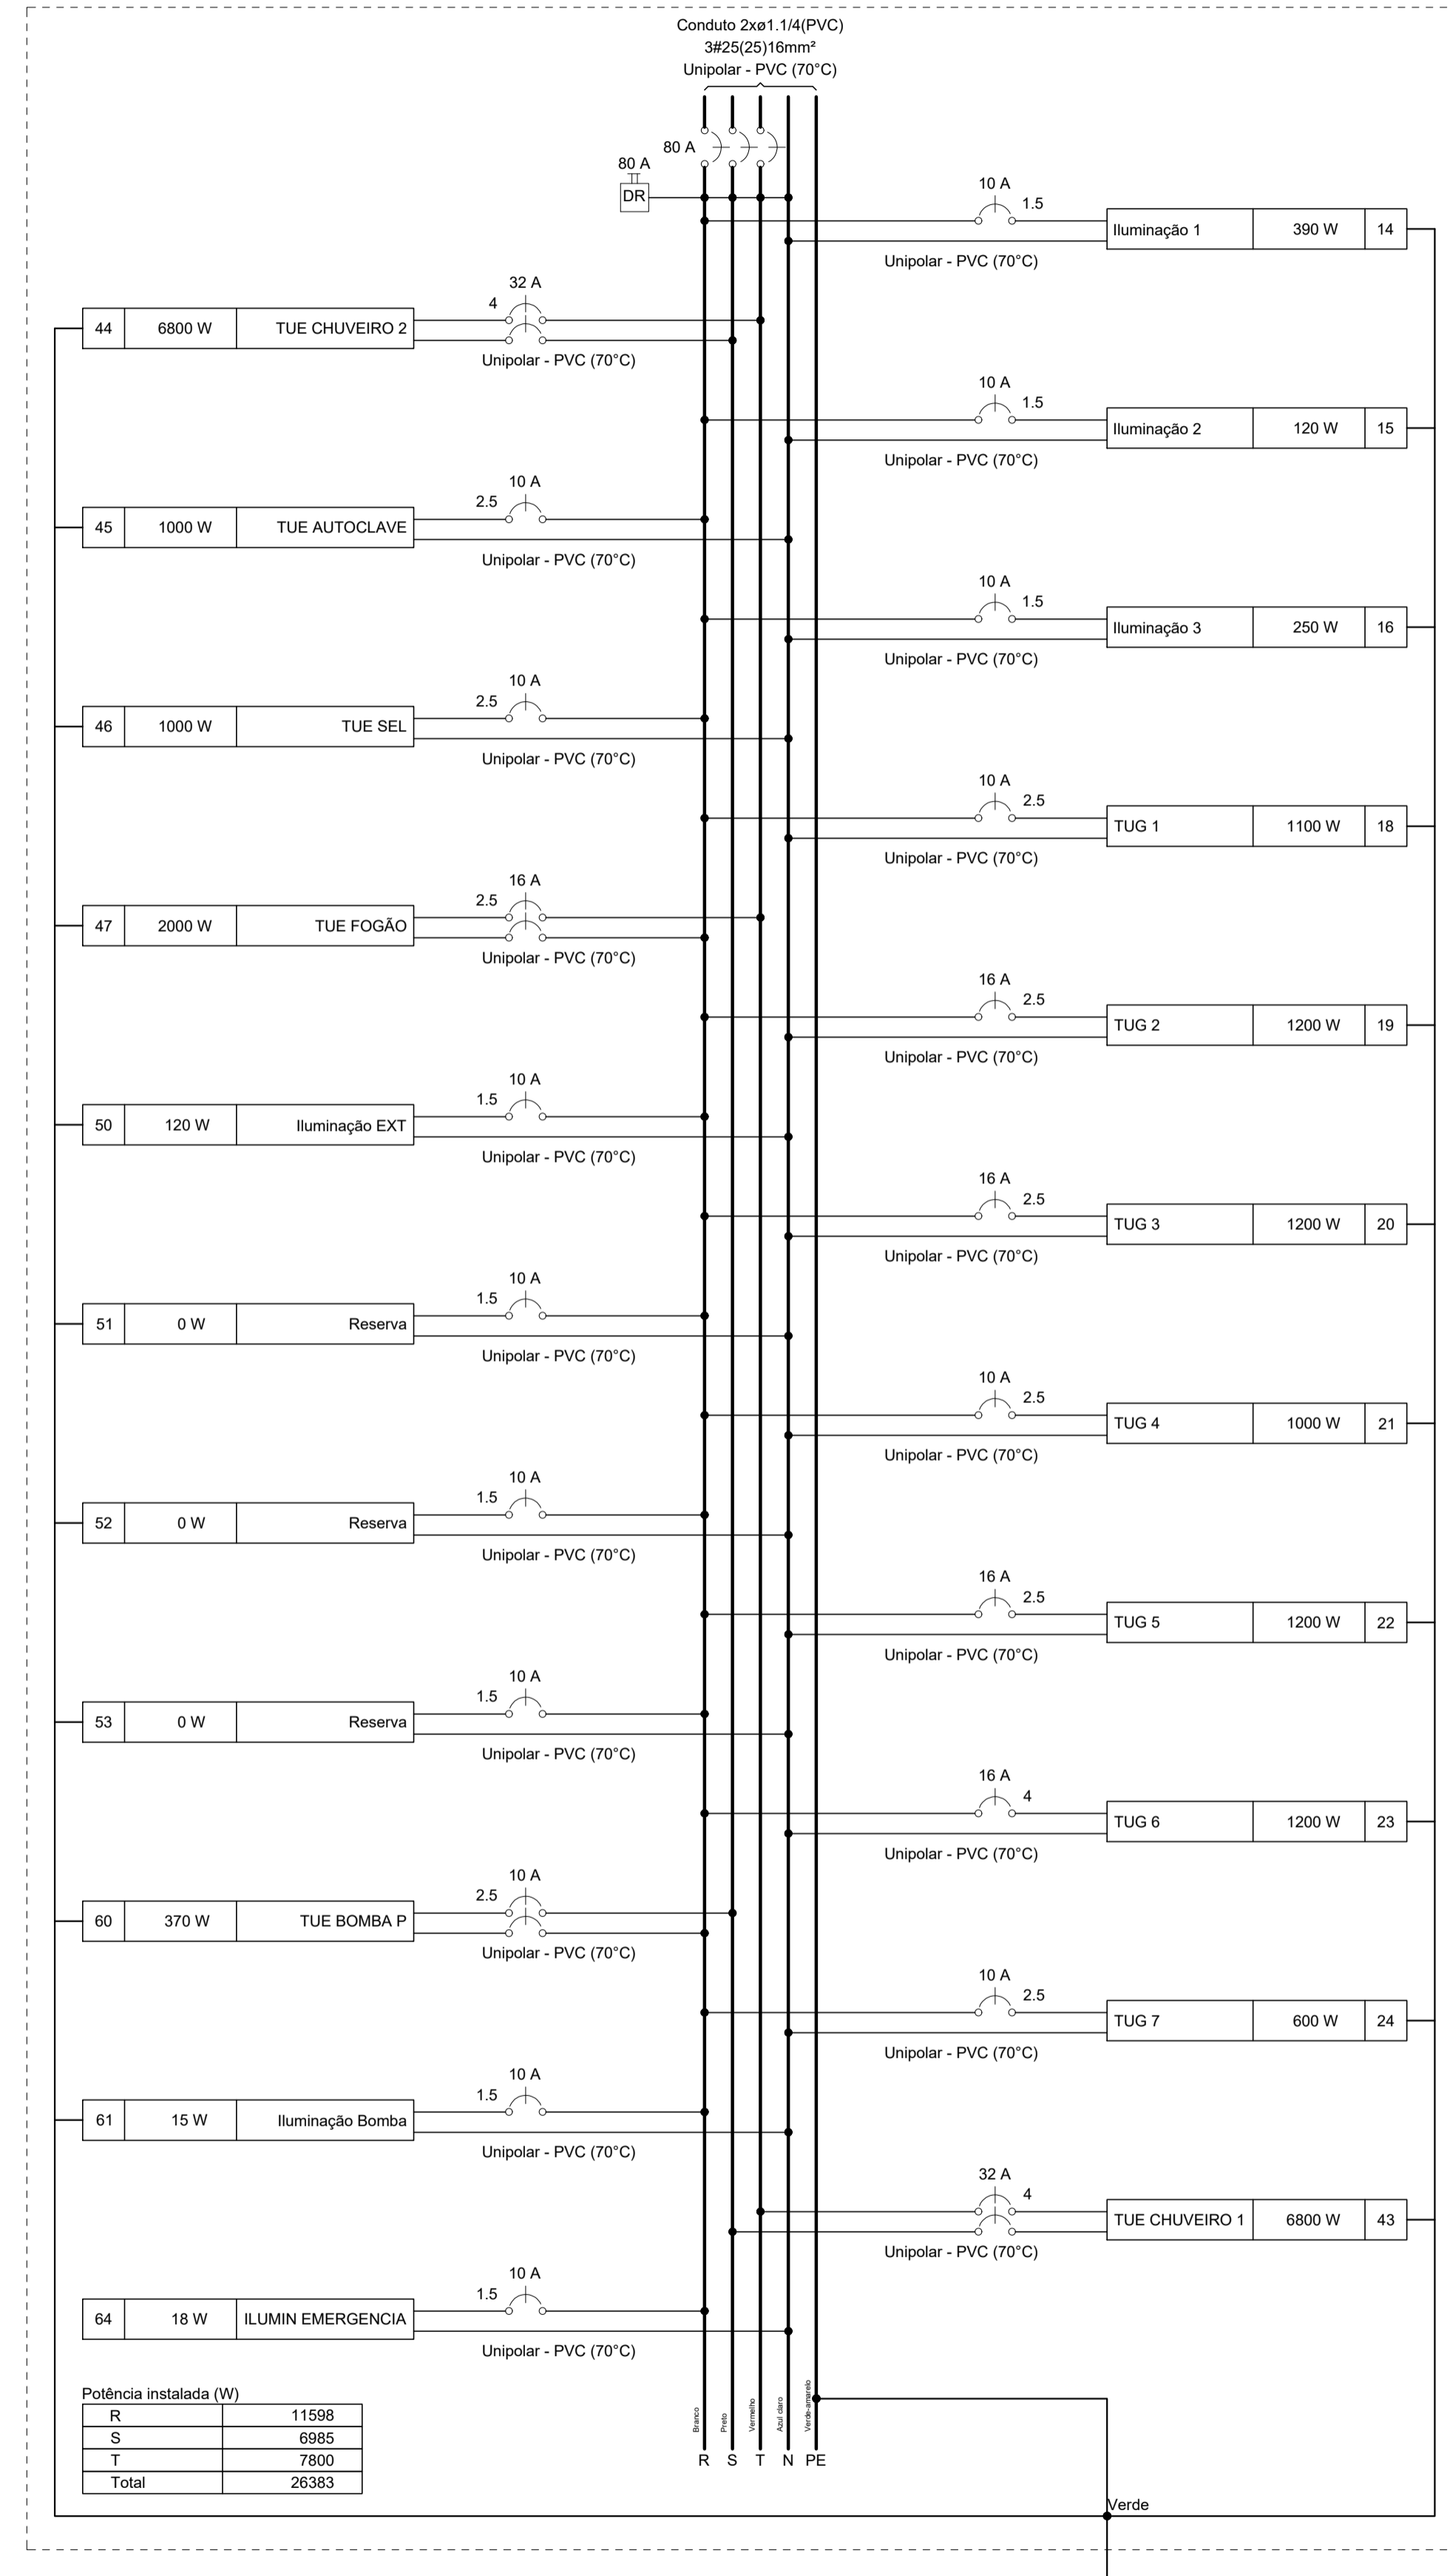 Conduto 2xø1.1/4(PVC)
3#25(25)16mm²
Unipolar - PVC (70°C)
80 A
80 A
DR
10 A
1.5
Iluminação 1 390 W 14
Unipolar - PVC (70°C)
32 A
4
44 6800 W TUE CHUVEIRO 2
Unipolar - PVC (70°C)
10 A
1.5
Iluminação 2 120 W 15
Unipolar - PVC (70°C)
10 A
2.5
45 1000 W TUE AUTOCLAVE
Unipolar - PVC (70°C)
10 A
1.5
Iluminação 3 250 W 16
Unipolar - PVC (70°C)
10 A
2.5
46 1000 W TUE SEL
Unipolar - PVC (70°C)
10 A
2.5
TUG 1 1100 W 18
Unipolar - PVC (70°C)
16 A
2.5
47 2000 W TUE FOGÃO
Unipolar - PVC (70°C)
16 A
2.5
TUG 2 1200 W 19
Unipolar - PVC (70°C)
10 A
1.5
50 120 W Iluminação EXT
Unipolar - PVC (70°C)
16 A
2.5
TUG 3 1200 W 20
Unipolar - PVC (70°C)
10 A
1.5
51 0 W Reserva
Unipolar - PVC (70°C)
10 A
2.5
TUG 4 1000 W 21
Unipolar - PVC (70°C)
10 A
1.5
52 0 W Reserva
Unipolar - PVC (70°C)
16 A
2.5
TUG 5 1200 W 22
Unipolar - PVC (70°C)
10 A
1.5
53 0 W Reserva
Unipolar - PVC (70°C)
16 A
4
TUG 6 1200 W 23
Unipolar - PVC (70°C)
10 A
2.5
60 370 W TUE BOMBA P
Unipolar - PVC (70°C)
10 A
2.5
TUG 7 600 W 24
Unipolar - PVC (70°C)
10 A
1.5
61 15 W Iluminação Bomba
Unipolar - PVC (70°C)
32 A
4
TUE CHUVEIRO 1 6800 W 43
Unipolar - PVC (70°C)
10 A
1.5
64 18 W ILUMIN EMERGENCIA
Unipolar - PVC (70°C)
Potência instalada (W)
R 11598
S 6985
T 7800
Total 26383
Branco
Preto
Vermelho
Azul claro
Verde-amarelo
R S T N PE
Verde